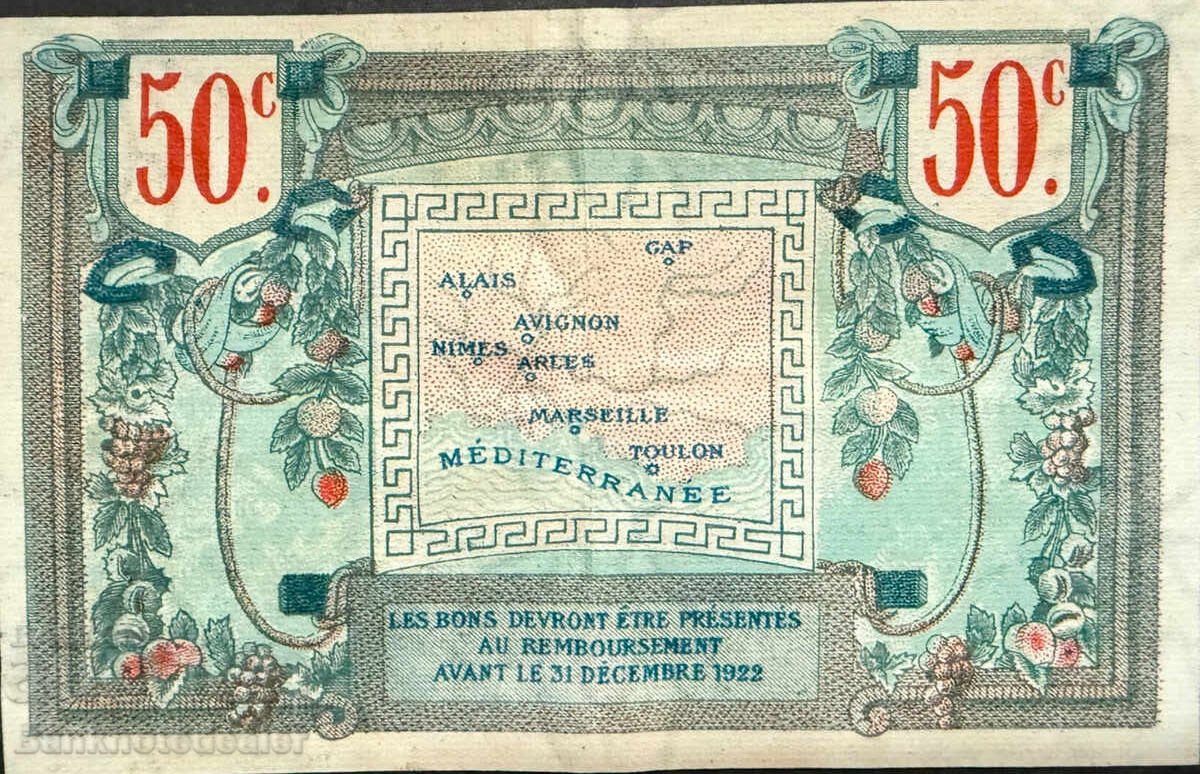 50c.
50c.
GAP
ALAIS
AVIGNON
NIMES
ARLES
MARSEILLE
TOULON
MÉDITERRANÉE
LES BONS DEVRONT ÊTRE PRÉSENTÉS
AU REMBOURSEMENT
AVANT LE 31 DÉCEMBRE 1922
Banknotedealer